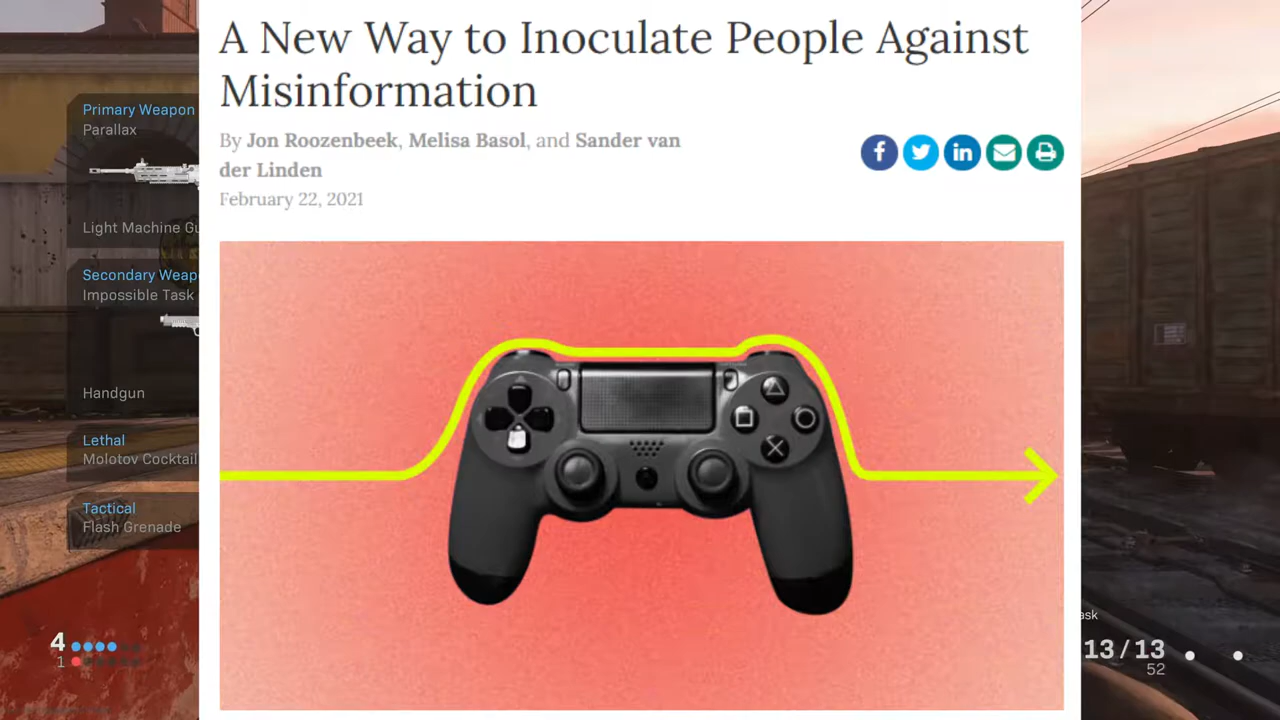 A New Way to Inoculate People Against
Misinformation
By Jon Roozenbeek, Melisa Basol, and Sander van
der Linden
February 22, 2021
Primary Weapon
Parallax
Light Machine Gu
Secondary Weap
Impossible Task
Handgun
Lethal
Molotov Cocktail
Tactical
Flash Grenade
4
1
ask
13/13
52